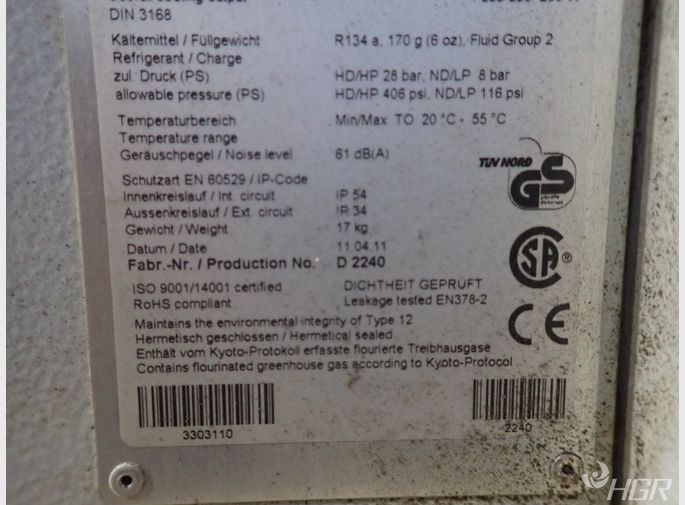 DIN 3168
Kältemittel / Füllgewicht R134 a, 170 g (6 oz), Fluid Group 2
Refrigerant / Charge
zul. Druck (PS) HD/HP 28 bar, ND/LP 8 bar
allowable pressure (PS) HD/HP 406 psi, ND/LP 116 psi
Temperaturbereich Min/Max TO 20 °C - 55 °C
Temperature range
Geräuschpegel / Noise level 61 dB(A)
TÜV NORD
GS
Schutzart EN 60529 / IP-Code
Innenkreislauf / Int. circuit IP 54
Aussenkreislauf / Ext. circuit IP 34
Gewicht / Weight 17 kg
Datum / Date 11.04.11
Fabr.-Nr. / Production No. D 2240
SA ®
ISO 9001/14001 certified DICHTHEIT GEPRÜFT
RoHS compliant Leakage tested EN378-2
CE
Maintains the environmental integrity of Type 12
Hermetisch geschlossen / Hermetical sealed
Enthält vom Kyoto-Protokoll erfasste flourierte Treibhausgase
Contains flourinated greenhouse gas according to Kyoto-Protocol
3303110 2240
HGR